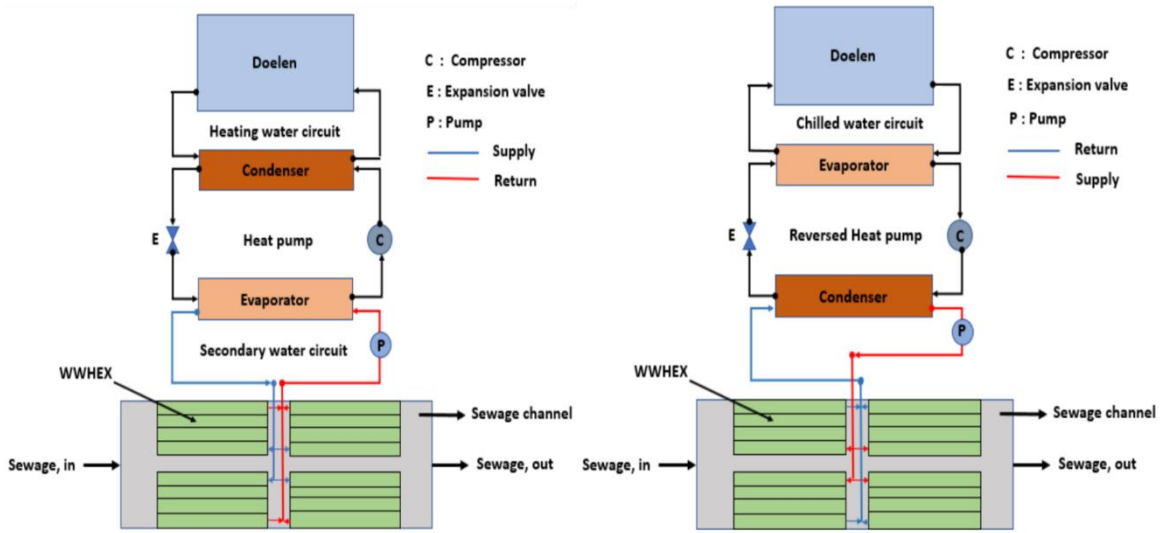 Doelen
C : Compressor
E : Expansion valve
P : Pump
Supply
Return
Heating water circuit
Condenser
E
Heat pump
C
Evaporator
P
Secondary water circuit
WWHEX
Sewage channel
Sewage, in
Sewage, out
Doelen
C : Compressor
E : Expansion valve
P : Pump
Return
Supply
Chilled water circuit
Evaporator
E
Reversed Heat pump
C
Condenser
P
WWHEX
Sewage channel
Sewage, in
Sewage, out